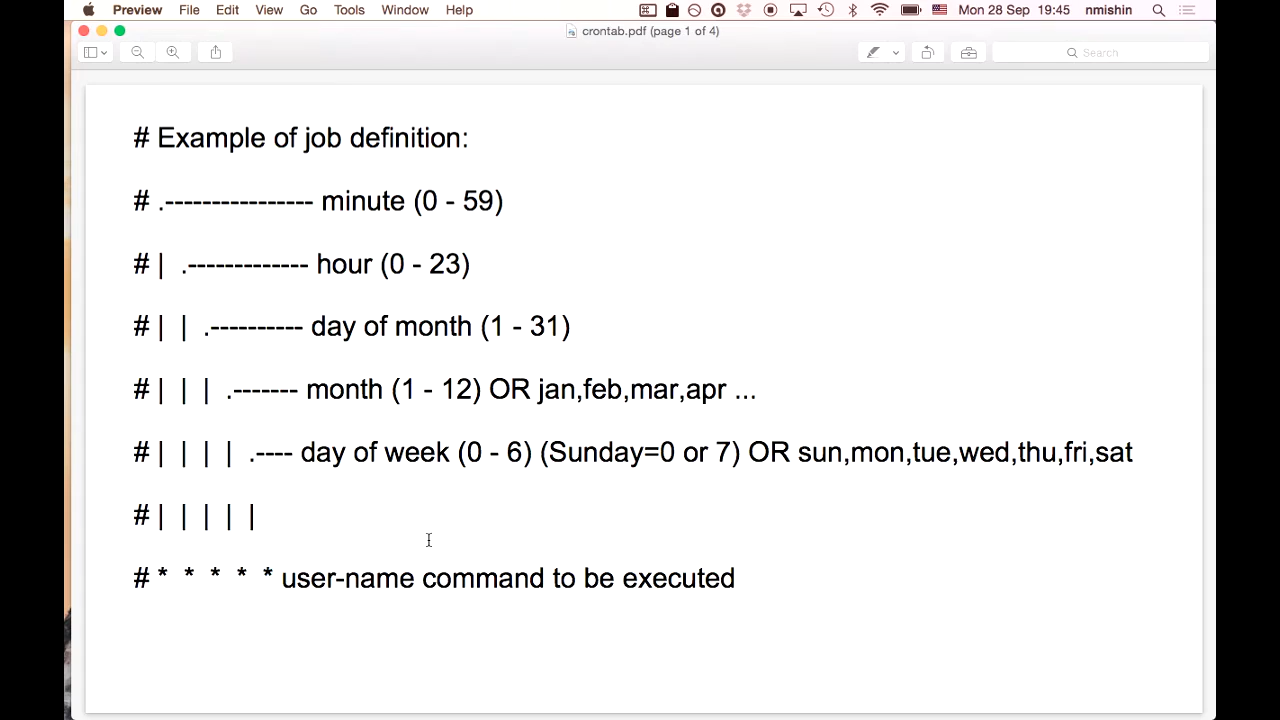 Preview File Edit View Go Tools Window Help Mon 28 Sep 19:45 nmishin
crontab.pdf (page 1 of 4)
Search
# Example of job definition:
# .---------------- minute (0 - 59)
# | .------------- hour (0 - 23)
# | | .---------- day of month (1 - 31)
# | | | .------- month (1 - 12) OR jan,feb,mar,apr ...
# | | | | .---- day of week (0 - 6) (Sunday=0 or 7) OR sun,mon,tue,wed,thu,fri,sat
# | | | | |
# * * * * * user-name command to be executed